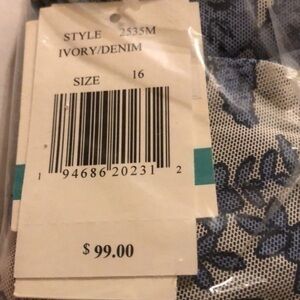 STYLE 2535M
IVORY/DENIM
SIZE 16
1 94686 20231 2
$ 99.00